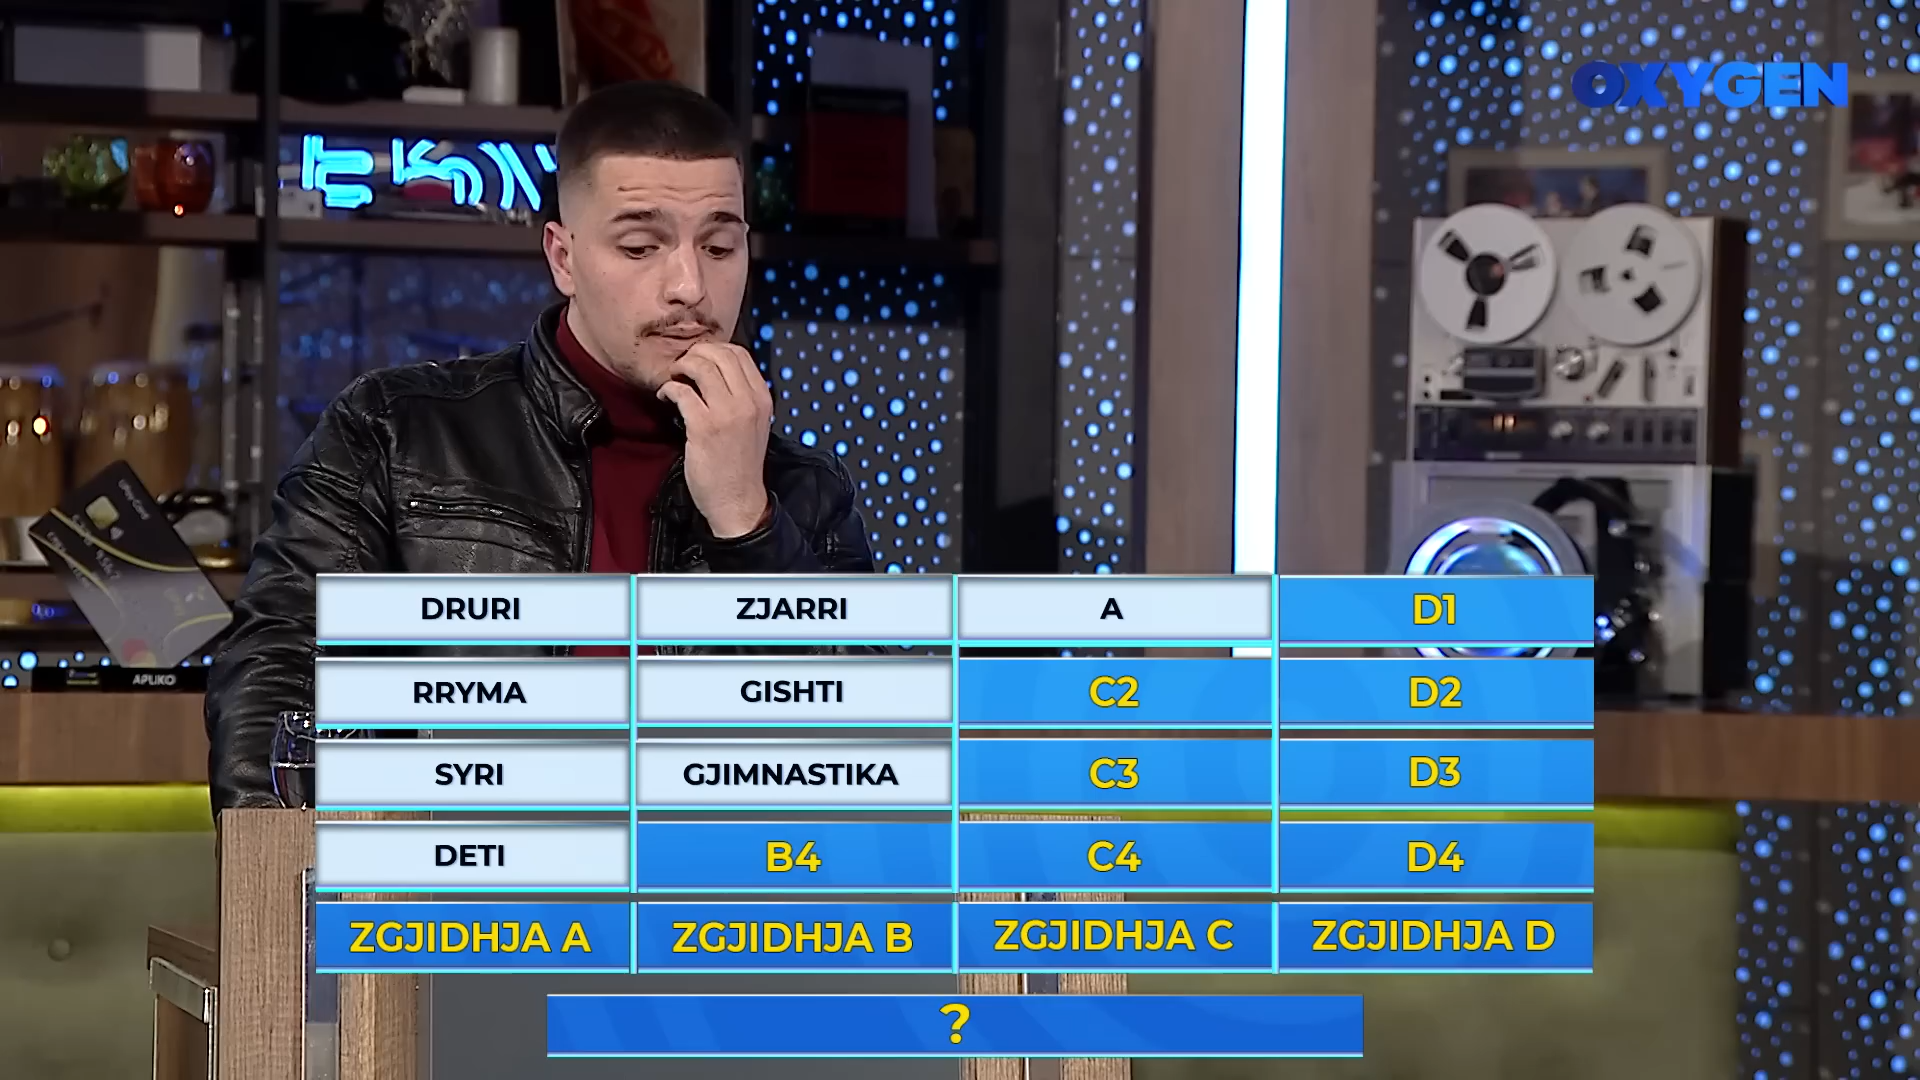 OXYGEN
APUKO
DRURI ZJARRI A D1
RRYMA GISHTI C2 D2
SYRI GJIMNASTIKA C3 D3
DETI B4 C4 D4
ZGJIDHJA A ZGJIDHJA B ZGJIDHJA C ZGJIDHJA D
?